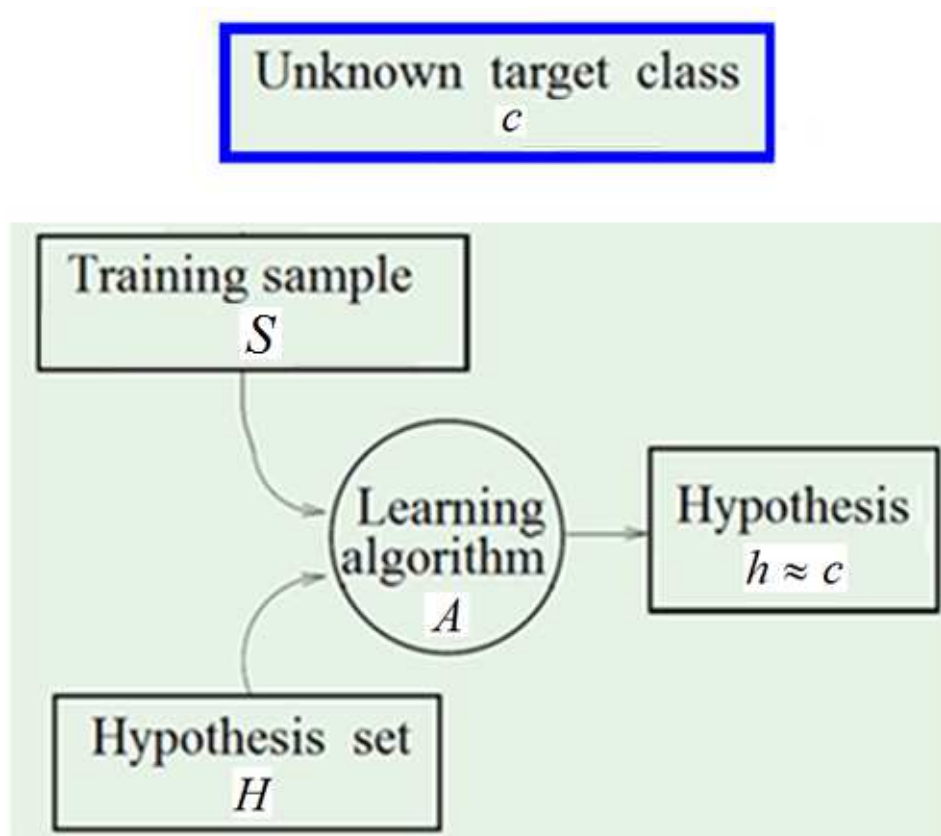 Unknown target class
c
Training sample
S
Learning
algorithm
A
Hypothesis
h ≈ c
Hypothesis set
H